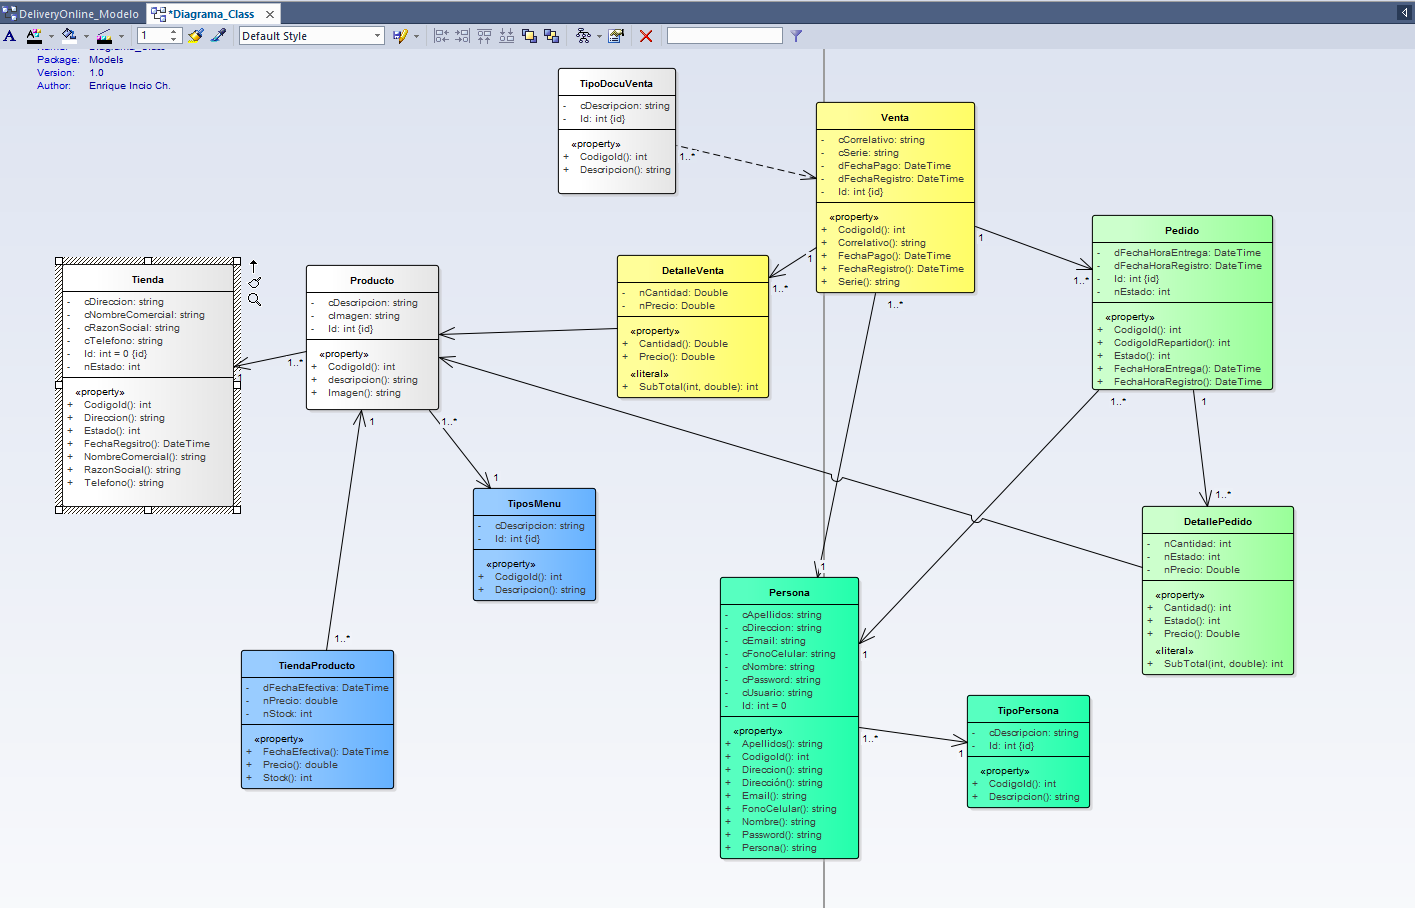 DeliveryOnline_Modelo
*Diagrama_Class
1
Default Style
Package: Models
Version: 1.0
Author: Enrique Incio Ch.
TipoDocuVenta
- cDescripcion: string
- Id: int {id}
«property»
+ CodigoId(): int
+ Descripcion(): string
1..*
Venta
- cCorrelativo: string
- cSerie: string
- dFechaPago: DateTime
- dFechaRegistro: DateTime
- Id: int {id}
«property»
+ CodigoId(): int
+ Correlativo(): string
+ FechaPago(): DateTime
+ FechaRegistro(): DateTime
+ Serie(): string
1
1..*
1
1..*
1..*
1
Pedido
- dFechaHoraEntrega: DateTime
- dFechaHoraRegistro: DateTime
- Id: int {id}
- nEstado: int
«property»
+ CodigoId(): int
+ CodigoIdRepartidor(): int
+ Estado(): int
+ FechaHoraEntrega(): DateTime
+ FechaHoraRegistro(): DateTime
1..*
1
1
1..*
DetalleVenta
- nCantidad: Double
- nPrecio: Double
«property»
+ Cantidad(): Double
+ Precio(): Double
«literal»
+ SubTotal(int, double): int
Tienda
- cDireccion: string
- cNombreComercial: string
- cRazonSocial: string
- cTelefono: string
- Id: int = 0 {id}
- nEstado: int
«property»
+ CodigoId(): int
+ Direccion(): string
+ Estado(): int
+ FechaRegsitro(): DateTime
+ NombreComercial(): string
+ RazonSocial(): string
+ Telefono(): string
1
1..*
Producto
- cDescripcion: string
- cImagen: string
- Id: int {id}
«property»
+ CodigoId(): int
+ descripcion(): string
+ Imagen(): string
1
1..*
1..*
1
TiposMenu
- cDescripcion: string
- Id: int {id}
«property»
+ CodigoId(): int
+ Descripcion(): string
DetallePedido
- nCantidad: int
- nEstado: int
- nPrecio: Double
«property»
+ Cantidad(): int
+ Estado(): int
+ Precio(): Double
«literal»
+ SubTotal(int, double): int
TiendaProducto
- dFechaEfectiva: DateTime
- nPrecio: double
- nStock: int
«property»
+ FechaEfectiva(): DateTime
+ Precio(): double
+ Stock(): int
Persona
- cApellidos: string
- cDireccion: string
- cEmail: string
- cFonoCelular: string
- cNombre: string
- cPassword: string
- cUsuario: string
- Id: int = 0
«property»
+ Apellidos(): string
+ CodigoId(): int
+ Direccion(): string
+ Dirección(): string
+ Email(): string
+ FonoCelular(): string
+ Nombre(): string
+ Password(): string
+ Persona(): string
1..*
1
TipoPersona
- cDescripcion: string
- Id: int {id}
«property»
+ CodigoId(): int
+ Descripcion(): string